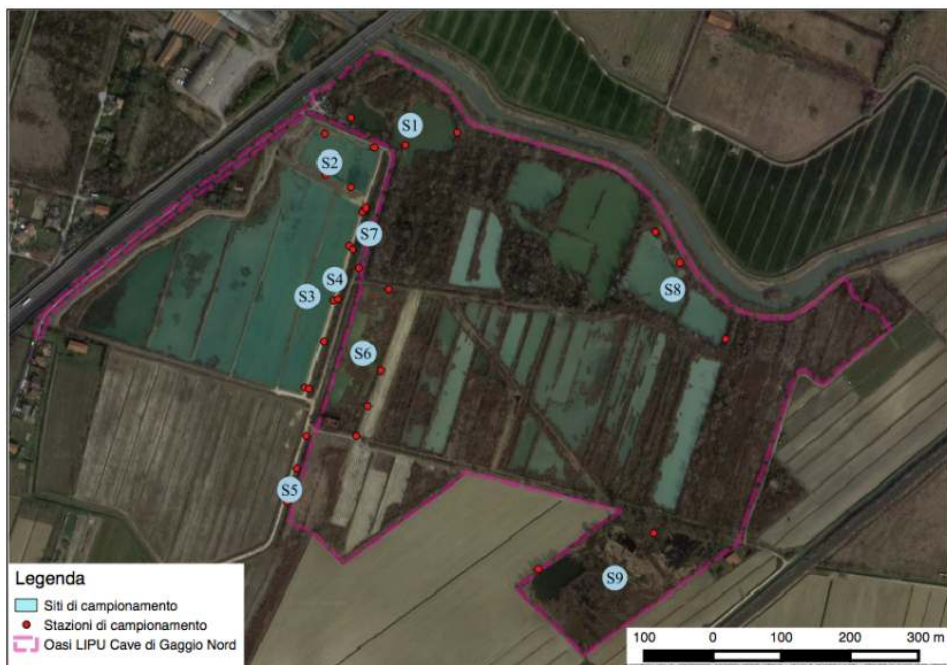 S1
S2
S7
S4
S3
S8
S6
S5
S9
Legenda
Siti di campionamento
Stazioni di campionamento
Oasi LIPU Cave di Gaggio Nord
100 0 100 200 300 m